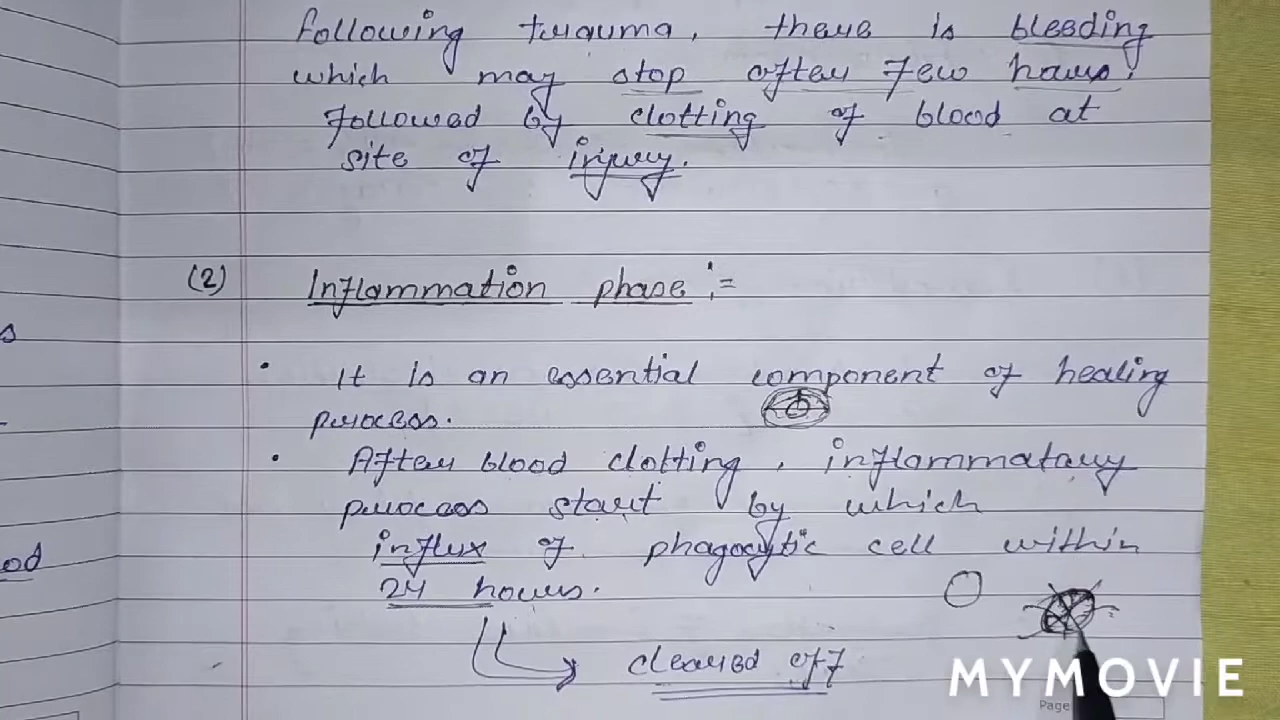 following trauma, there is bleeding
which may stop after few hours.
followed by clotting of blood at
site of injury.
(2) Inflammation phase :=
s
• It is an essential component of healing
process.
• After blood clotting, inflammatory
process start by which
influx of phagocytic cell within
od
24 hours.
cleared off
MYMOVIE
Page